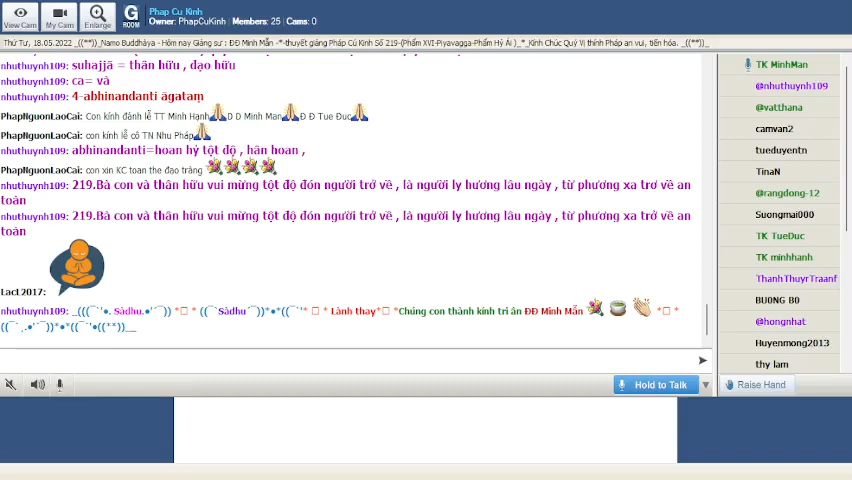 Phap Cu Kinh
Owner: PhapCuKinh | Members: 25 | Cams: 0
View Cam
My Cam
Enlarge
G ROOM
Thứ Tư, 18.05.2022 _((**))_Namo Buddhàya - Hôm nay Giảng sư : ĐĐ Minh Mẫn -*-thuyết giảng Pháp Cú Kinh Số 219-(Phẩm XVI-Piyavagga-Phẩm Hỷ Ái )_*_Kính Chúc Quý Vị thính Pháp an vui, tiến hóa. _((**))_
nhuthuynh109: suhajjā = thân hữu , đạo hữu
nhuthuynh109: ca= và
nhuthuynh109: 4-abhinandanti āgataṃ
PhapNguonLaoCai: Con kính đảnh lễ TT Minh Hạnh D D Minh Man Đ Đ Tue Đuc
PhapNguonLaoCai: con kính lễ cô TN Nhu Pháp
nhuthuynh109: abhinandanti=hoan hỷ tột độ , hân hoan ,
PhapNguonLaoCai: con xin KC toan the đạo tràng
nhuthuynh109: 219.Bà con và thân hữu vui mừng tột độ đón người trở về , là người ly hương lâu ngày , từ phương xa trơ về an
toàn
nhuthuynh109: 219.Bà con và thân hữu vui mừng tột độ đón người trở về , là người ly hương lâu ngày , từ phương xa trở về an
toàn
LacL2017:
nhuthuynh109: _(((¯`'•. Sàdhu.•'´¯)) *� * ((¯`Sàdhu´¯))*•*((¯`'* � * Lành thay*� *Chúng con thành kính tri ân ĐĐ Minh Mẫn *� *
((¯`¸.•'´¯))*•*((¯`'•((**))__
TK MinhMan
@nhuthuynh109
@vatthana
camvan2
tueduyentn
TinaN
@rangdong-12
Suongmai000
TK TueDuc
TK minhhanh
ThanhThuyrTraanf
BU0NG B0
@hongnhat
Huyenmong2013
thy lam
Hold to Talk
Raise Hand